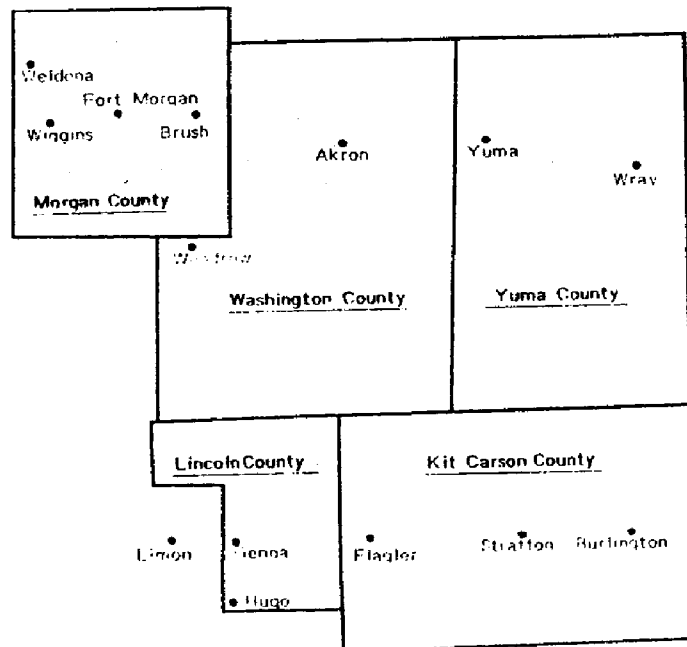 Weldona
Fort Morgan
Wiggins
Brush
Morgan County
Akron
Yuma
Wray
Washington County
Yuma County
Lincoln County
Kit Carson County
Limon
Genoa
Flagler
Stratton
Burlington
Hugo